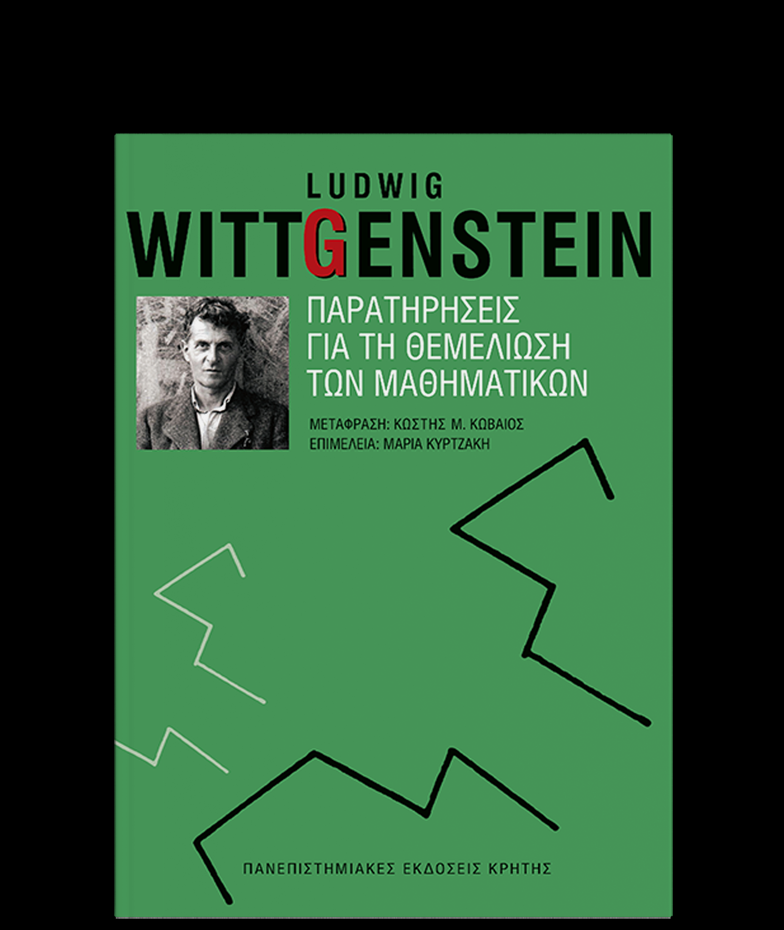 LUDWIG
WITTGENSTEIN
ΠΑΡΑΤΗΡΗΣΕΙΣ
ΓΙΑ ΤΗ ΘΕΜΕΛΙΩΣΗ
ΤΩΝ ΜΑΘΗΜΑΤΙΚΩΝ
ΜΕΤΑΦΡΑΣΗ: ΚΩΣΤΗΣ Μ. ΚΩΒΑΙΟΣ
ΕΠΙΜΕΛΕΙΑ: ΜΑΡΙΑ ΚΥΡΤΖΑΚΗ
ΠΑΝΕΠΙΣΤΗΜΙΑΚΕΣ ΕΚΔΟΣΕΙΣ ΚΡΗΤΗΣ